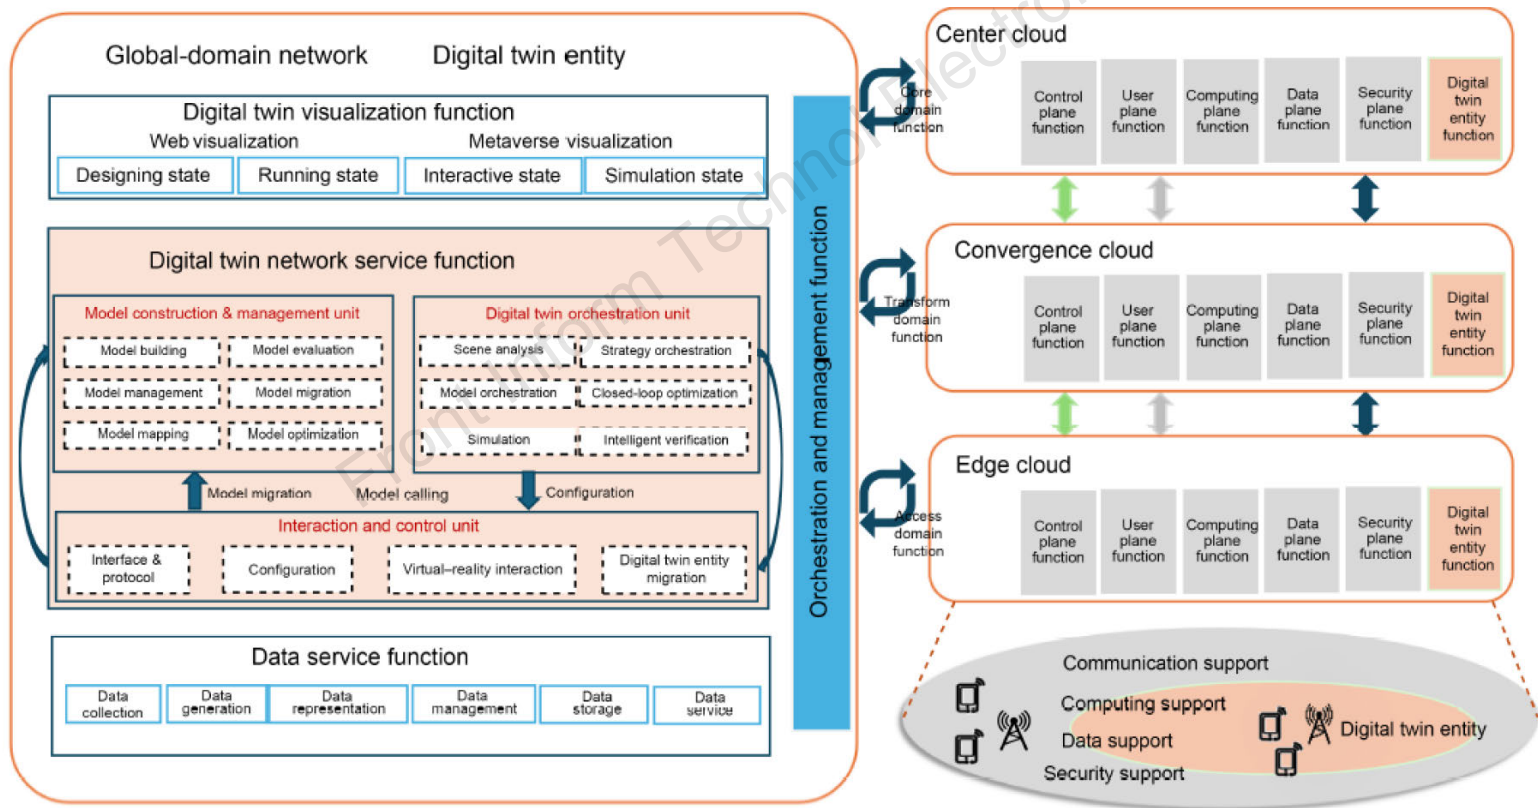 Global-domain network Digital twin entity
Digital twin visualization function
Web visualization Metaverse visualization
Designing state Running state Interactive state Simulation state
Digital twin network service function
Model construction & management unit
Model building Model evaluation
Model management Model migration
Model mapping Model optimization
Digital twin orchestration unit
Scene analysis Strategy orchestration
Model orchestration Closed-loop optimization
Simulation Intelligent verification
Model migration Model calling Configuration
Interaction and control unit
Interface &
protocol
Configuration
Virtual–reality interaction
Digital twin entity
migration
Data service function
Data
collection
Data
generation
Data
representation
Data
management
Data
storage
Data
service
Orchestration and management function
Core
domain
function
Transform
domain
function
Access
domain
function
Center cloud
Control
plane
function
User
plane
function
Computing
plane
function
Data
plane
function
Security
plane
function
Digital
twin
entity
function
Convergence cloud
Control
plane
function
User
plane
function
Computing
plane
function
Data
plane
function
Security
plane
function
Digital
twin
entity
function
Edge cloud
Control
plane
function
User
plane
function
Computing
plane
function
Data
plane
function
Security
plane
function
Digital
twin
entity
function
Communication support
Computing support
Data support
Security support
Digital twin entity
Front Inform Technol Electron